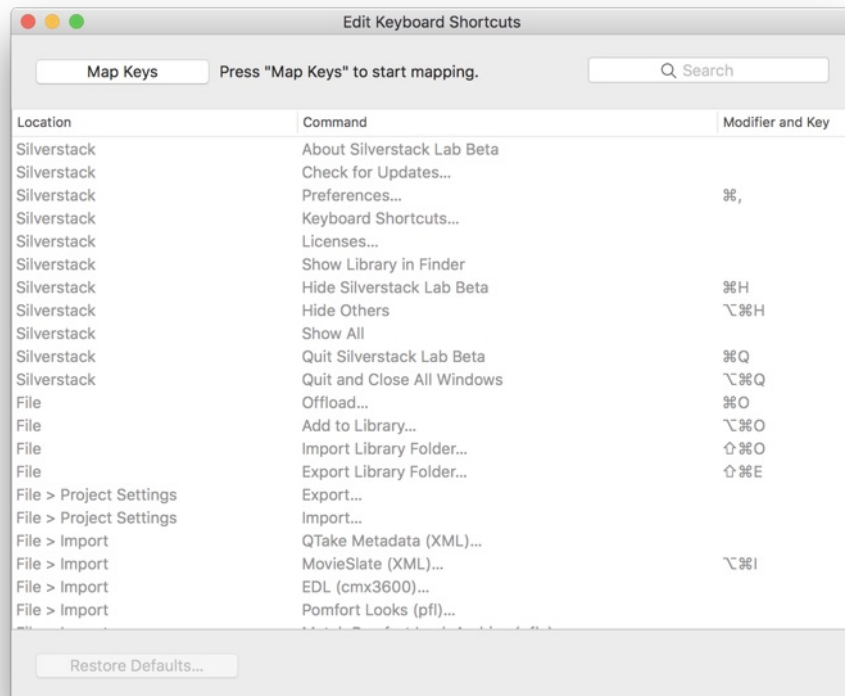 Edit Keyboard Shortcuts
Map Keys Press "Map Keys" to start mapping. Search
Location Command Modifier and Key
Silverstack About Silverstack Lab Beta
Silverstack Check for Updates...
Silverstack Preferences... ⌘,
Silverstack Keyboard Shortcuts...
Silverstack Licenses...
Silverstack Show Library in Finder
Silverstack Hide Silverstack Lab Beta ⌘H
Silverstack Hide Others ⌥⌘H
Silverstack Show All
Silverstack Quit Silverstack Lab Beta ⌘Q
Silverstack Quit and Close All Windows ⌥⌘Q
File Offload... ⌘O
File Add to Library... ⌥⌘O
File Import Library Folder... ⇧⌘O
File Export Library Folder... ⇧⌘E
File > Project Settings Export...
File > Project Settings Import...
File > Import QTake Metadata (XML)...
File > Import MovieSlate (XML)... ⌥⌘I
File > Import EDL (cmx3600)...
File > Import Pomfort Looks (pfl)...
Restore Defaults...